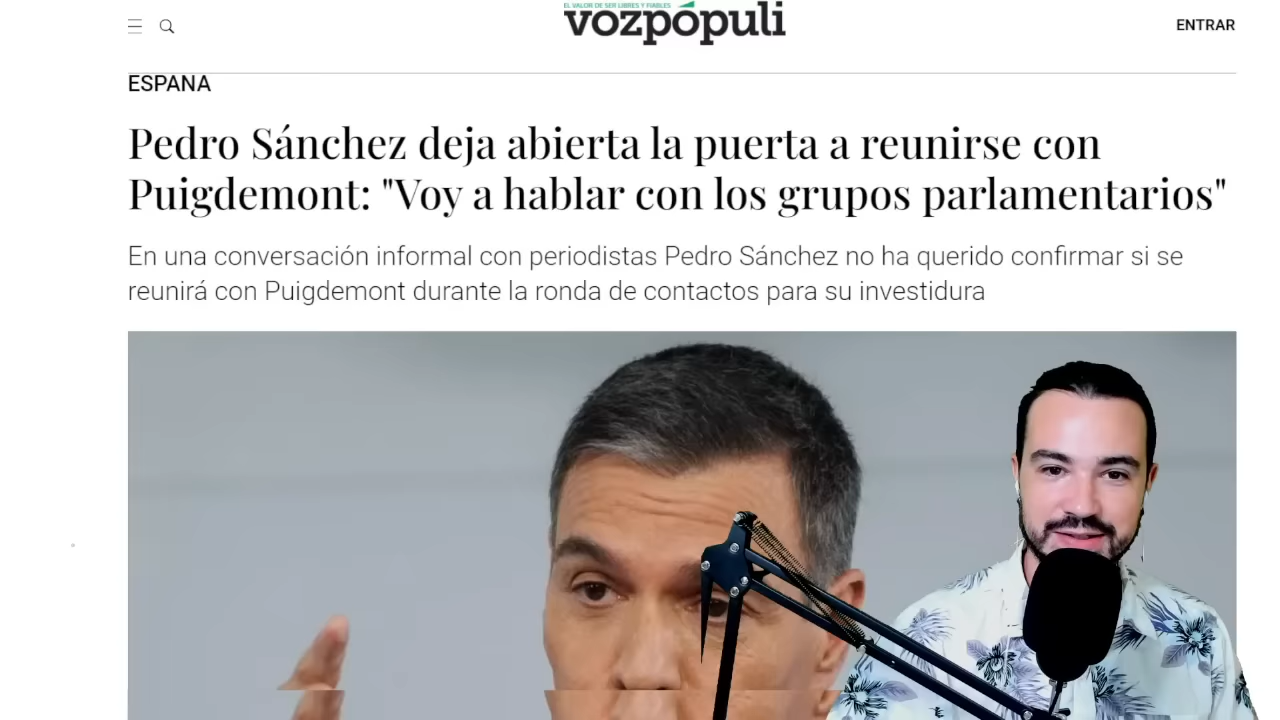 EL VALOR DE SER LIBRES Y FIABLES
vozpópuli
ENTRAR
ESPANA
Pedro Sánchez deja abierta la puerta a reunirse con
Puigdemont: "Voy a hablar con los grupos parlamentarios"
En una conversación informal con periodistas Pedro Sánchez no ha querido confirmar si se
reunirá con Puigdemont durante la ronda de contactos para su investidura